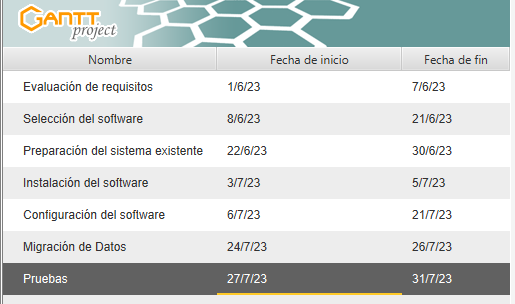 GANTT
project
Nombre Fecha de inicio Fecha de fin
Evaluación de requisitos 1/6/23 7/6/23
Selección del software 8/6/23 21/6/23
Preparación del sistema existente 22/6/23 30/6/23
Instalación del software 3/7/23 5/7/23
Configuración del software 6/7/23 21/7/23
Migración de Datos 24/7/23 26/7/23
Pruebas 27/7/23 31/7/23